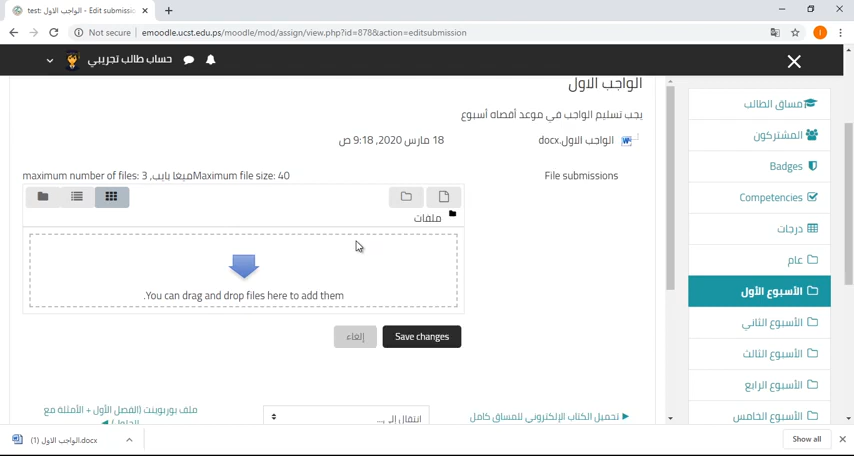 test: الواجب الاول - Edit submissio
Not secure | emoodle.ucst.edu.ps/moodle/mod/assign/view.php?id=878&action=editsubmission
حساب طالب تجريبي
الواجب الاول
يجب تسليم الواجب في موعد أقصاه أسبوع
الواجب الاول.docx
18 مارس 2020, 9:18 ص
File submissions
Maximum file size: 40ميغا بايب, maximum number of files: 3
ملفات
You can drag and drop files here to add them.
Save changes
إلغاء
تحميل الكتاب الإلكتروني للمساق كامل
انتقال إلى...
ملف بوربوينت (الفصل الأول + الأمثلة مع
الحلول)
مساق الطالب
المشتركون
Badges
Competencies
درجات
عام
الأسبوع الأول
الأسبوع الثاني
الأسبوع الثالث
الأسبوع الرابع
الأسبوع الخامس
الواجب الاول (1).docx
Show all